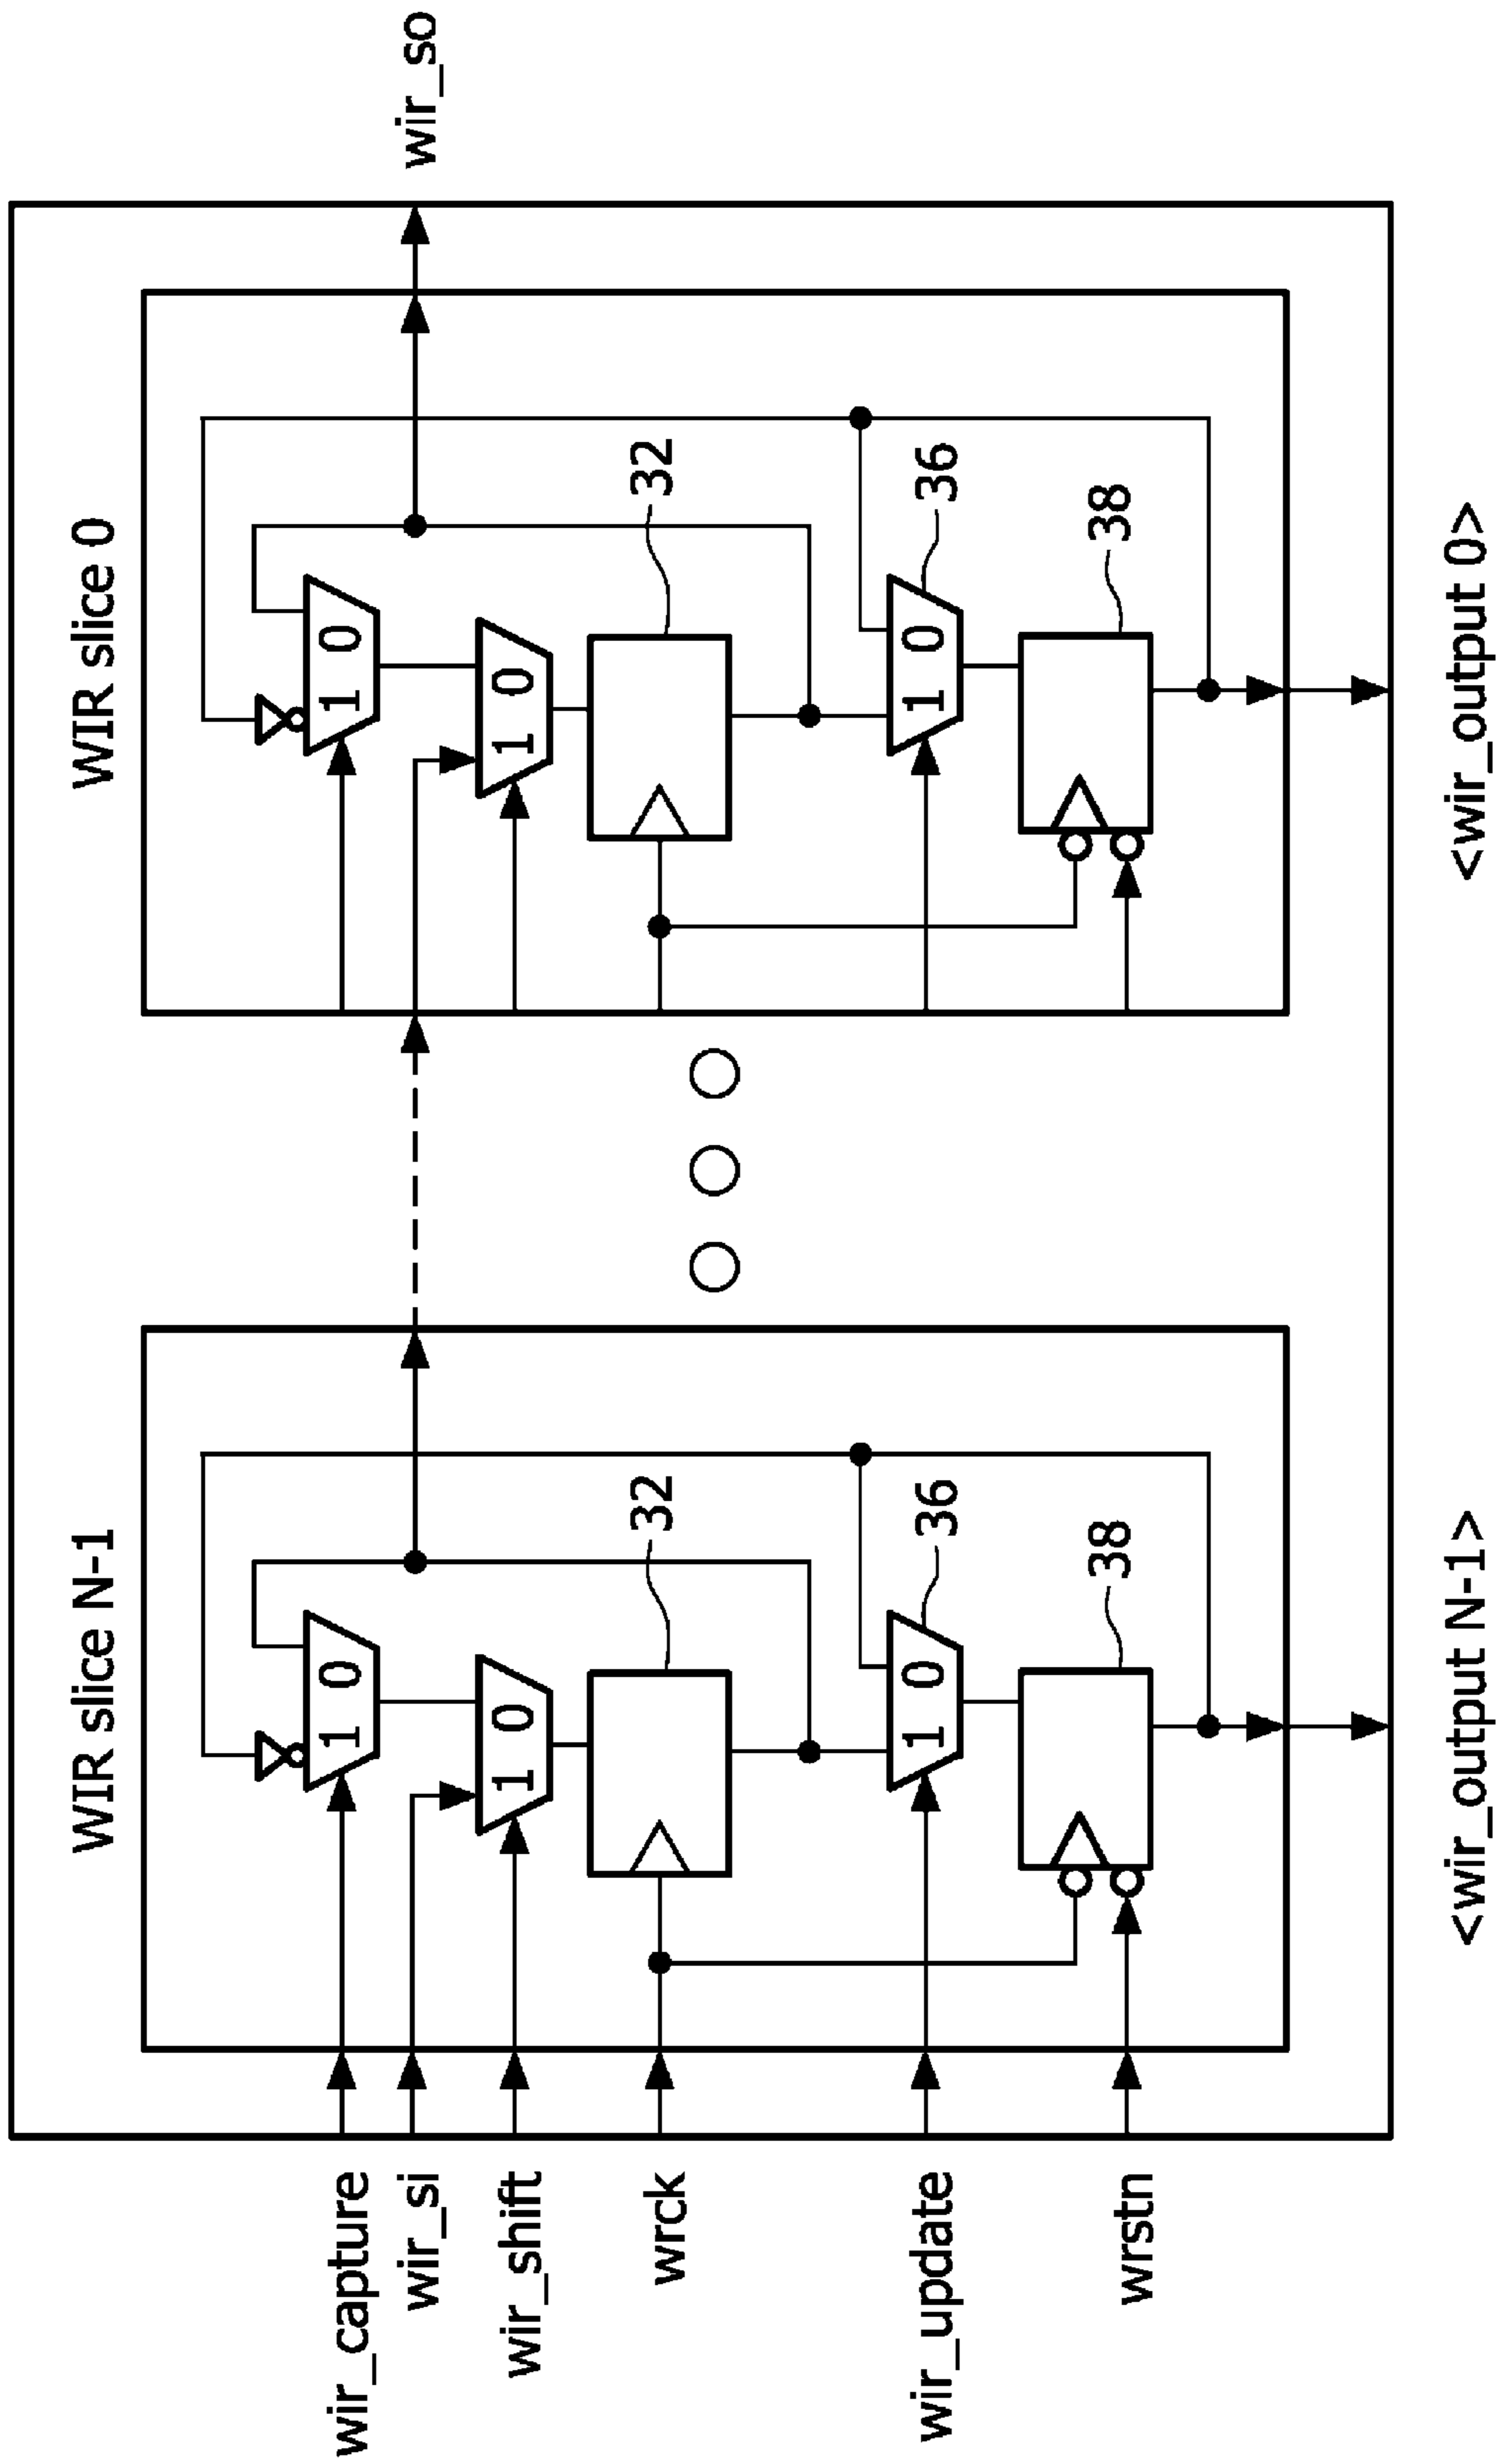 WIR slice N-1
WIR slice 0
wir_capture
1 0
1 0
wir_si
wir_so
wir_shift
1 0
1 0
wrck
32
32
wir_update
1 0
36
1 0
36
wrstn
38
38
<wir_output N-1>
<wir_output 0>